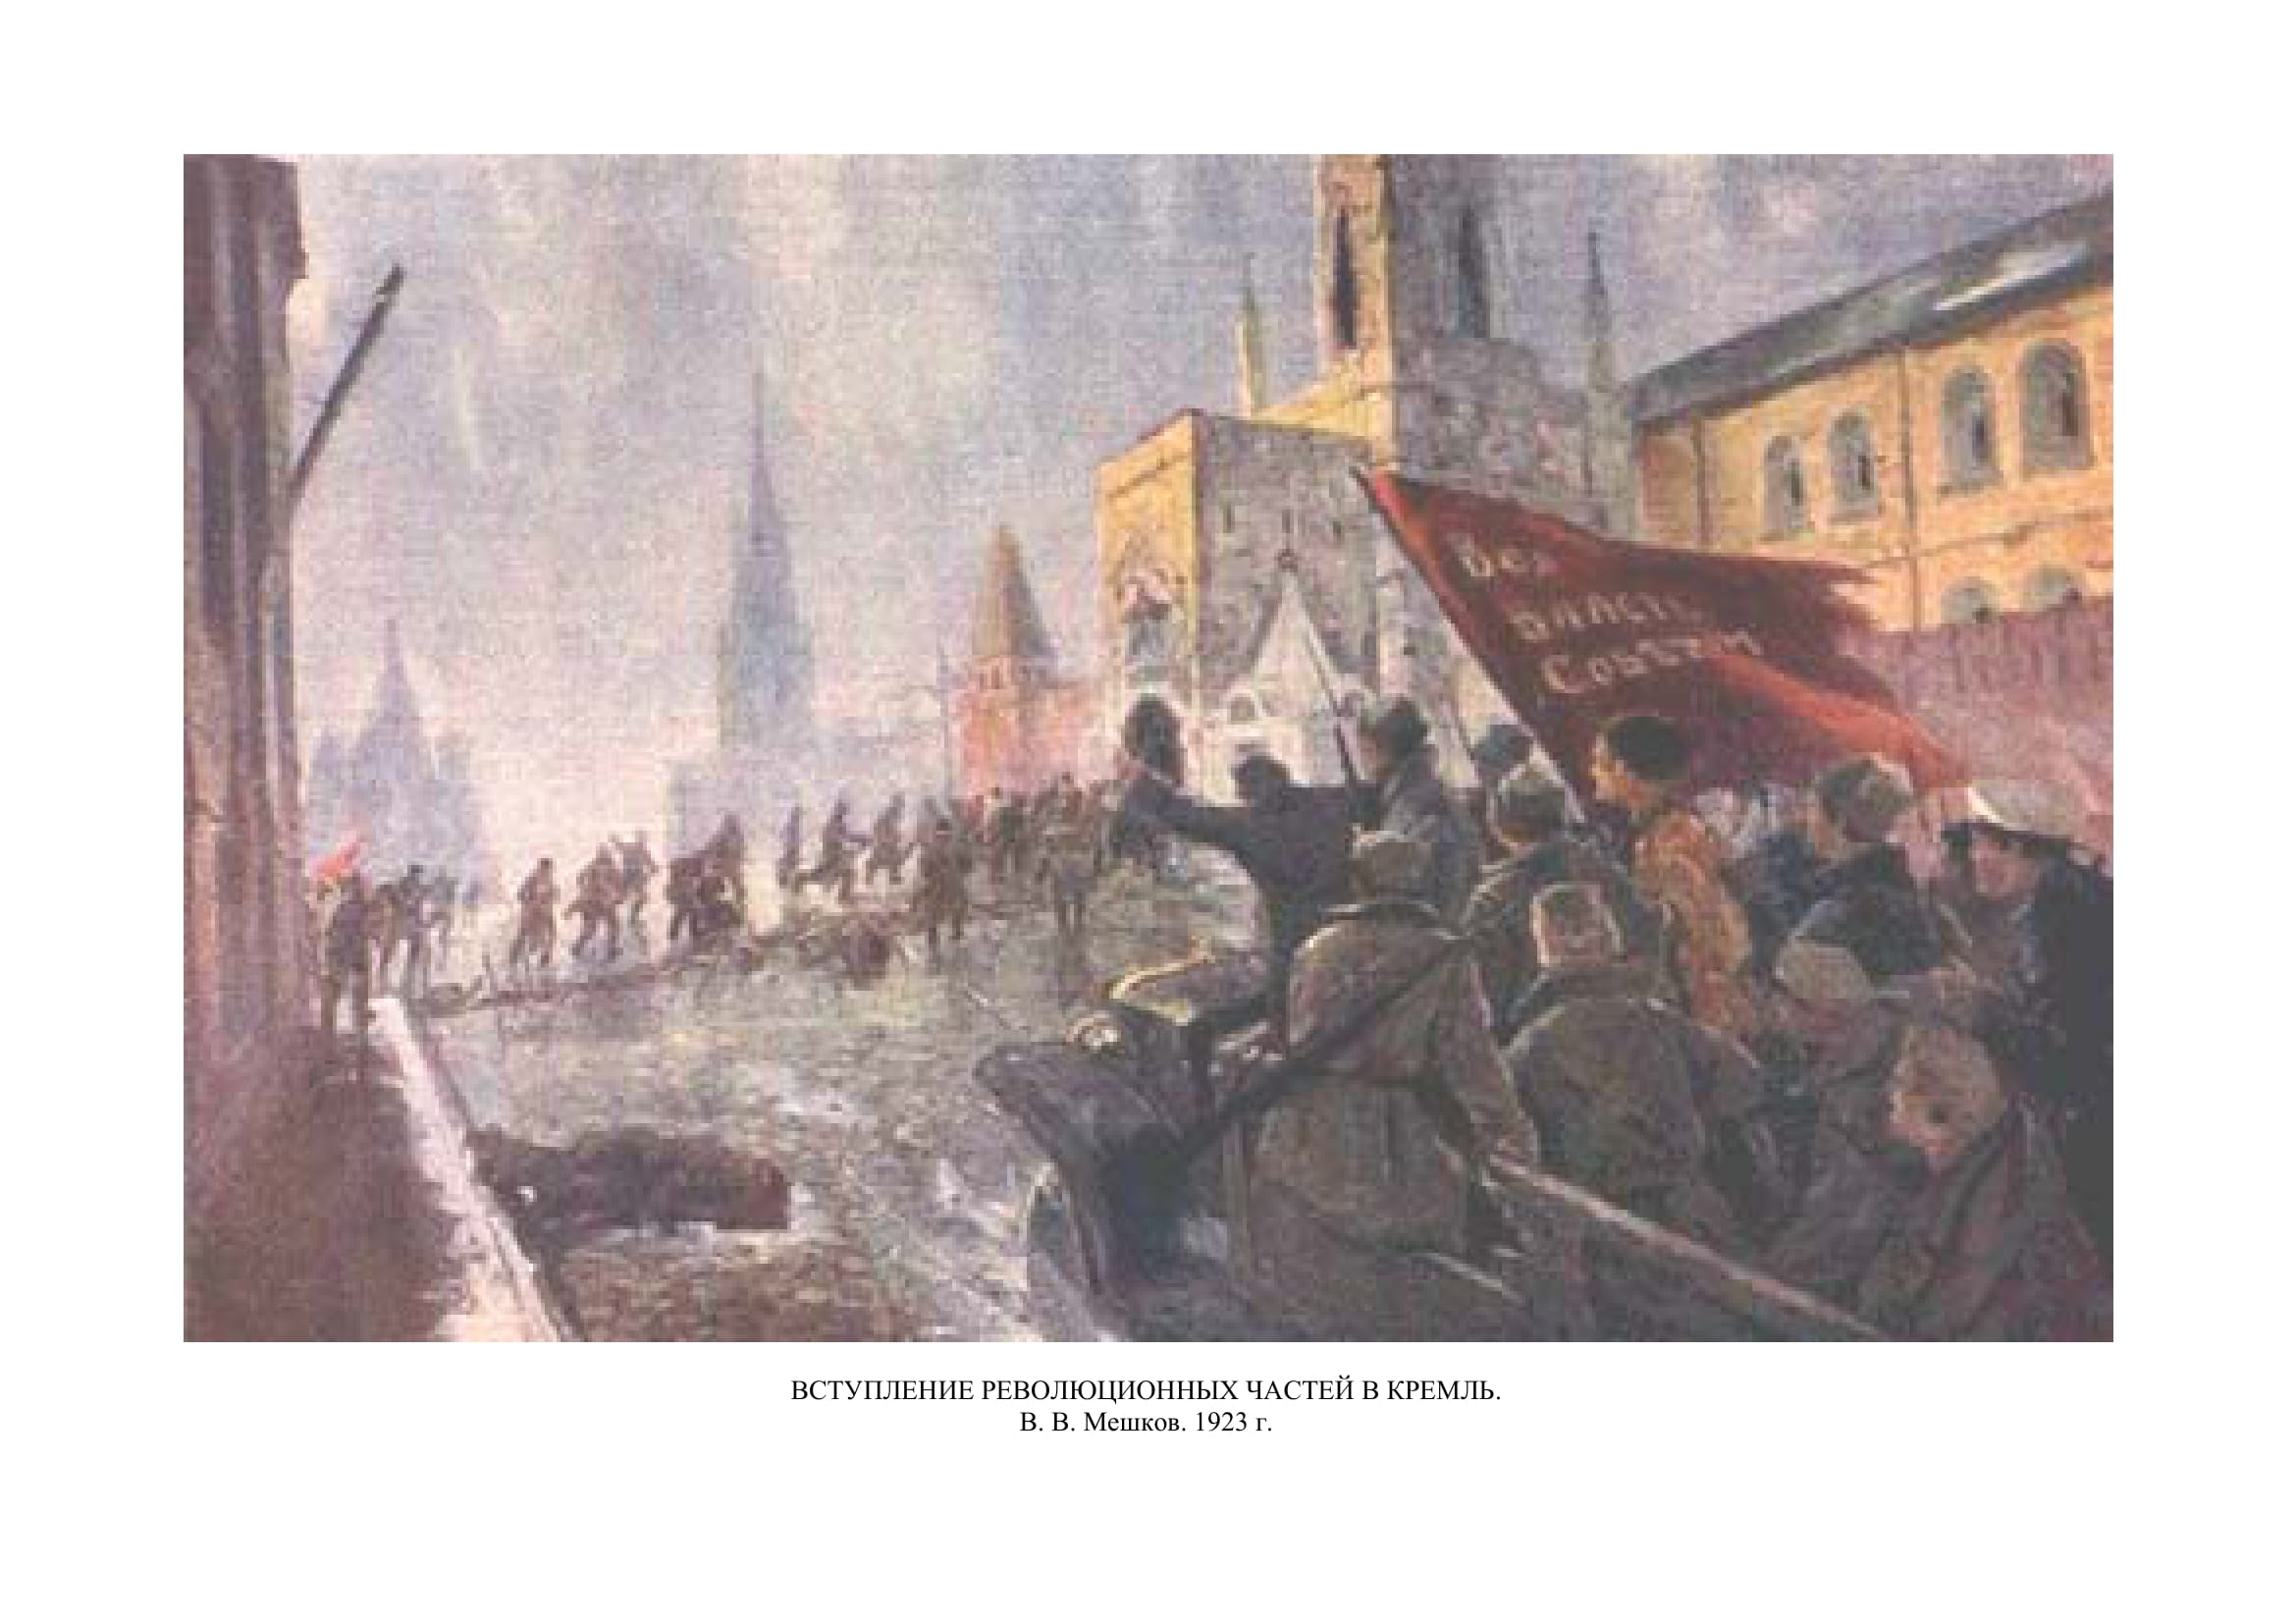 Вся
власть
Советам
ВСТУПЛЕНИЕ РЕВОЛЮЦИОННЫХ ЧАСТЕЙ В КРЕМЛЬ.
В. В. Мешков. 1923 г.